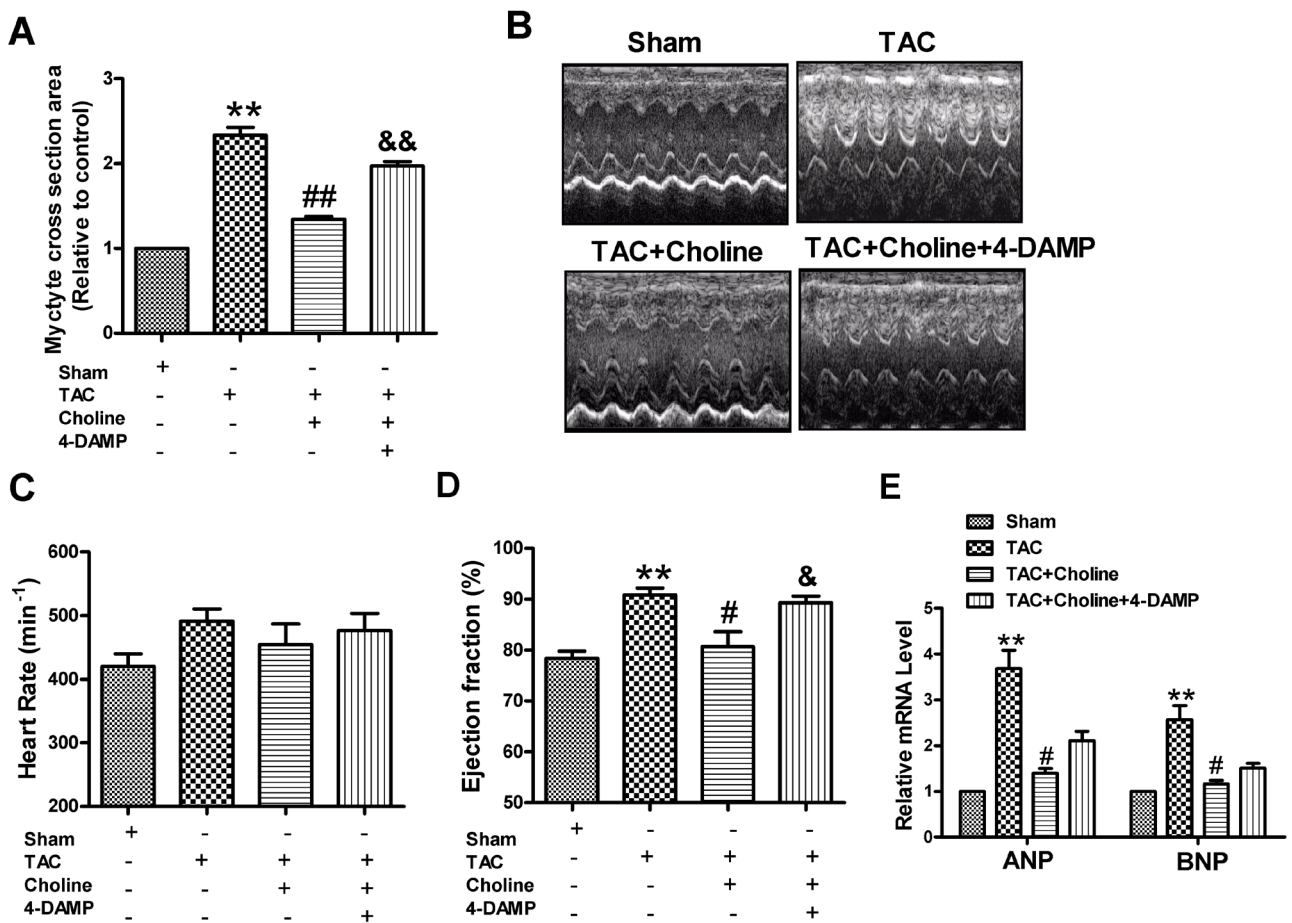 A
Myctyte cross section area
(Relative to control)
3
2
1
0
**
##
&&
Sham + - - -
TAC - + + +
Choline - - + +
4-DAMP - - - +
B
Sham TAC
TAC+Choline TAC+Choline+4-DAMP
C
Heart Rate (min⁻¹)
600
500
400
300
200
Sham + - - -
TAC - + + +
Choline - - + +
4-DAMP - - - +
D
Ejection fraction (%)
100
90
80
70
60
50
**
#
&
Sham + - - -
TAC - + + +
Choline - - + +
4-DAMP - - - +
E
Sham
TAC
TAC+Choline
TAC+Choline+4-DAMP
Relative mRNA Level
5
4
3
2
1
0
**
#
**
#
ANP BNP